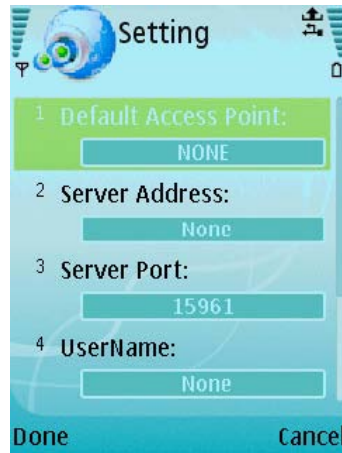 Setting
1 Default Access Point:
NONE
2 Server Address:
None
3 Server Port:
15961
4 UserName:
None
Done Cancel